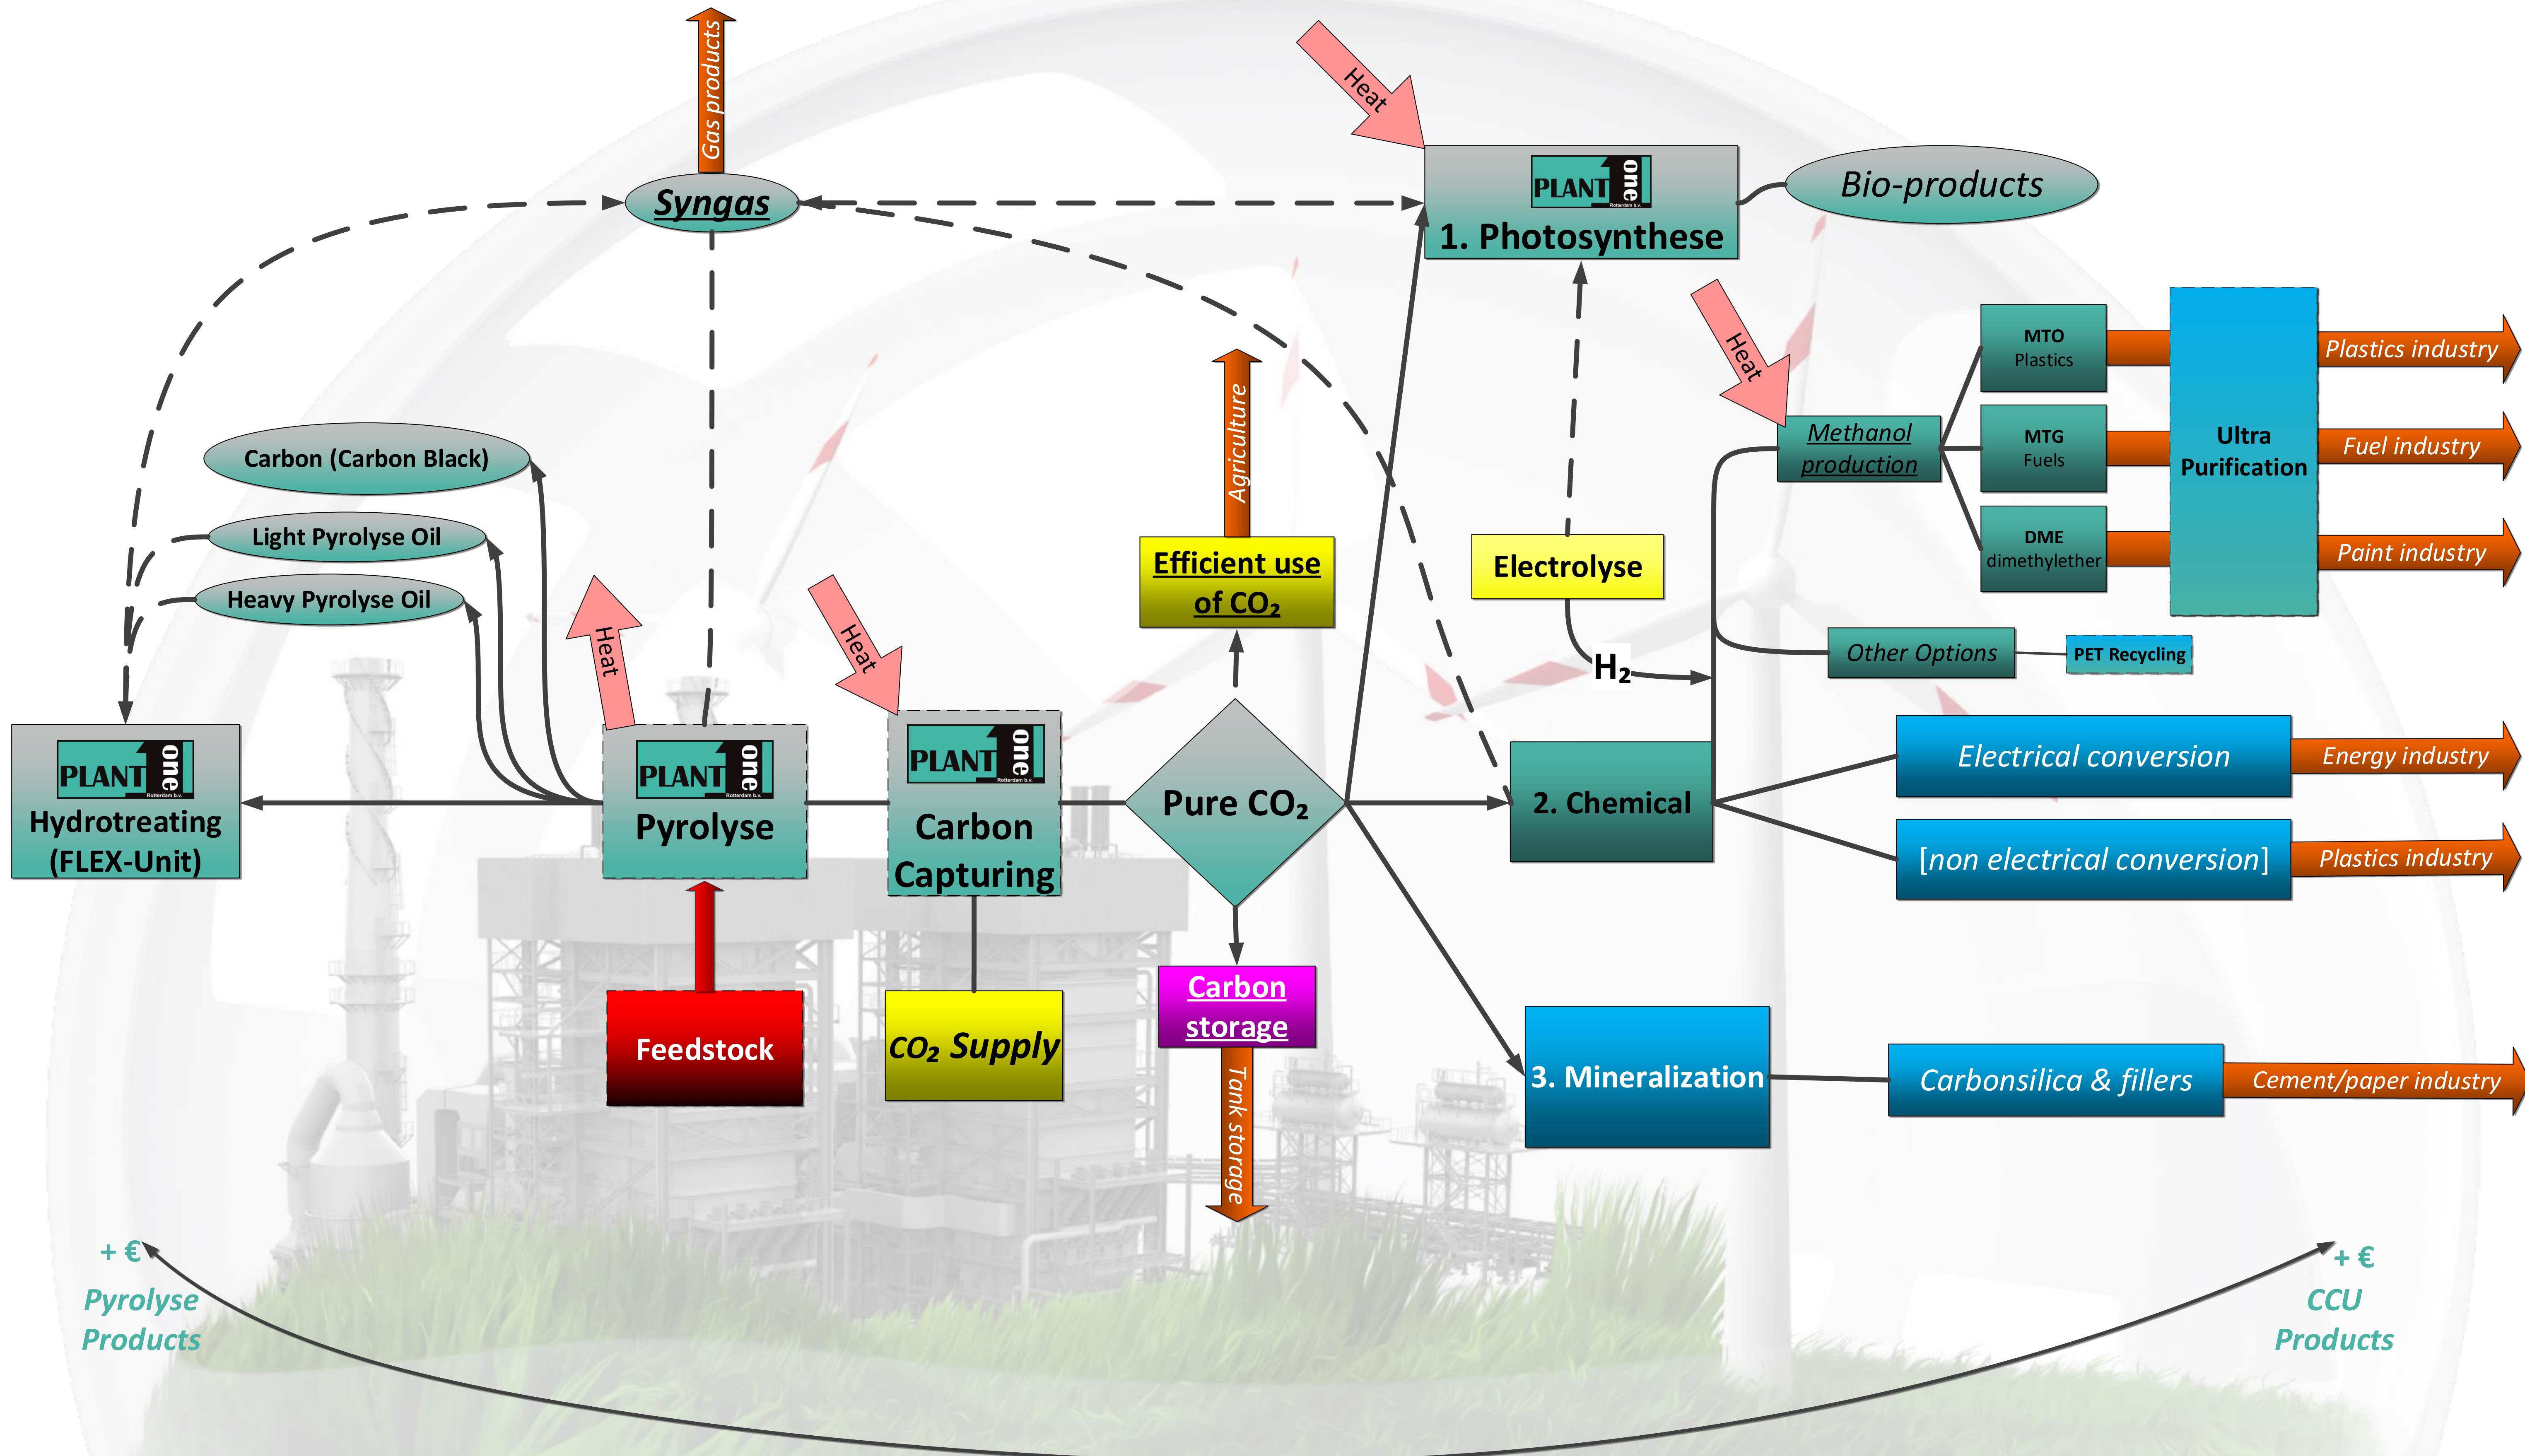 Gas products
Heat
Syngas
PLANT one
Rotterdam b.v.
1. Photosynthese
Bio-products
Heat
MTO
Plastics
Plastics industry
Agriculture
Methanol
production
MTG
Fuels
Ultra
Purification
Fuel industry
Carbon (Carbon Black)
Light Pyrolyse Oil
Heavy Pyrolyse Oil
Heat
Heat
Efficient use
of CO₂
Electrolyse
DME
dimethylether
Paint industry
H₂
Other Options
PET Recycling
PLANT one
Rotterdam b.v.
Hydrotreating
(FLEX-Unit)
PLANT one
Rotterdam b.v.
Pyrolyse
PLANT one
Rotterdam b.v.
Carbon
Capturing
Pure CO₂
2. Chemical
Electrical conversion
Energy industry
[non electrical conversion]
Plastics industry
Feedstock
CO₂ Supply
Carbon
storage
Tank storage
3. Mineralization
Carbonsilica & fillers
Cement/paper industry
+ €
Pyrolyse
Products
+ €
CCU
Products